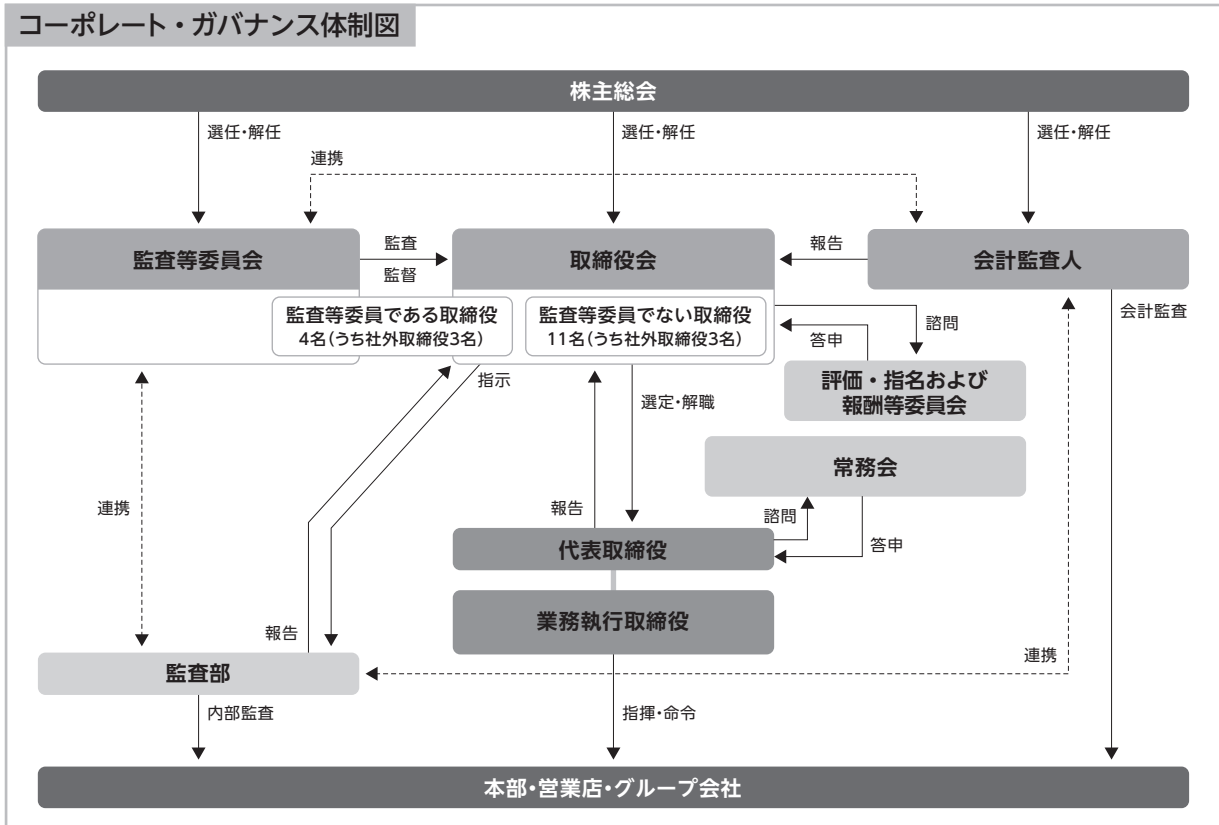 コーポレート・ガバナンス体制図
株主総会
選任・解任
選任・解任
選任・解任
連携
監査等委員会
監査
監督
取締役会
報告
会計監査人
監査等委員である取締役
4名(うち社外取締役3名)
監査等委員でない取締役
11名(うち社外取締役3名)
諮問
答申
会計監査
評価・指名および
報酬等委員会
指示
選定・解職
常務会
連携
報告
諮問
答申
代表取締役
業務執行取締役
報告
連携
監査部
内部監査
指揮・命令
本部・営業店・グループ会社